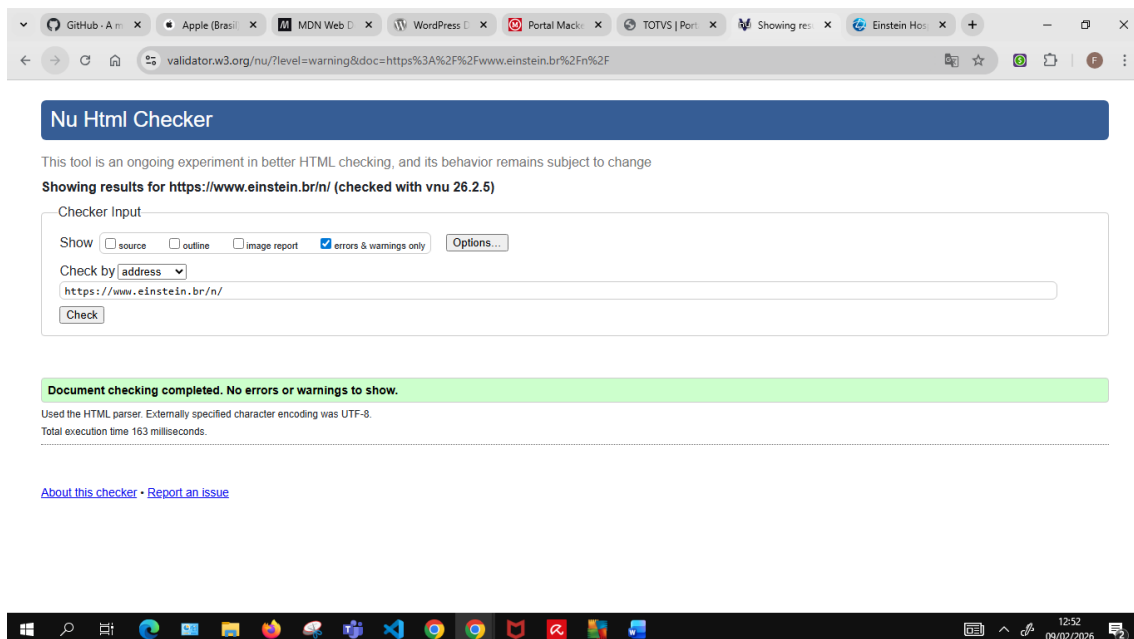 GitHub · A m
Apple (Brasil)
MDN Web D
WordPress D
Portal Macke
TOTVS | Port
Showing res
Einstein Hos
validator.w3.org/nu/?level=warning&doc=https%3A%2F%2Fwww.einstein.br%2Fn%2F
F
Nu Html Checker
This tool is an ongoing experiment in better HTML checking, and its behavior remains subject to change
Showing results for https://www.einstein.br/n/ (checked with vnu 26.2.5)
Checker Input
Show source outline image report errors & warnings only Options...
Check by address
https://www.einstein.br/n/
Check
Document checking completed. No errors or warnings to show.
Used the HTML parser. Externally specified character encoding was UTF-8.
Total execution time 163 milliseconds.
About this checker • Report an issue
12:52
09/02/2026
2